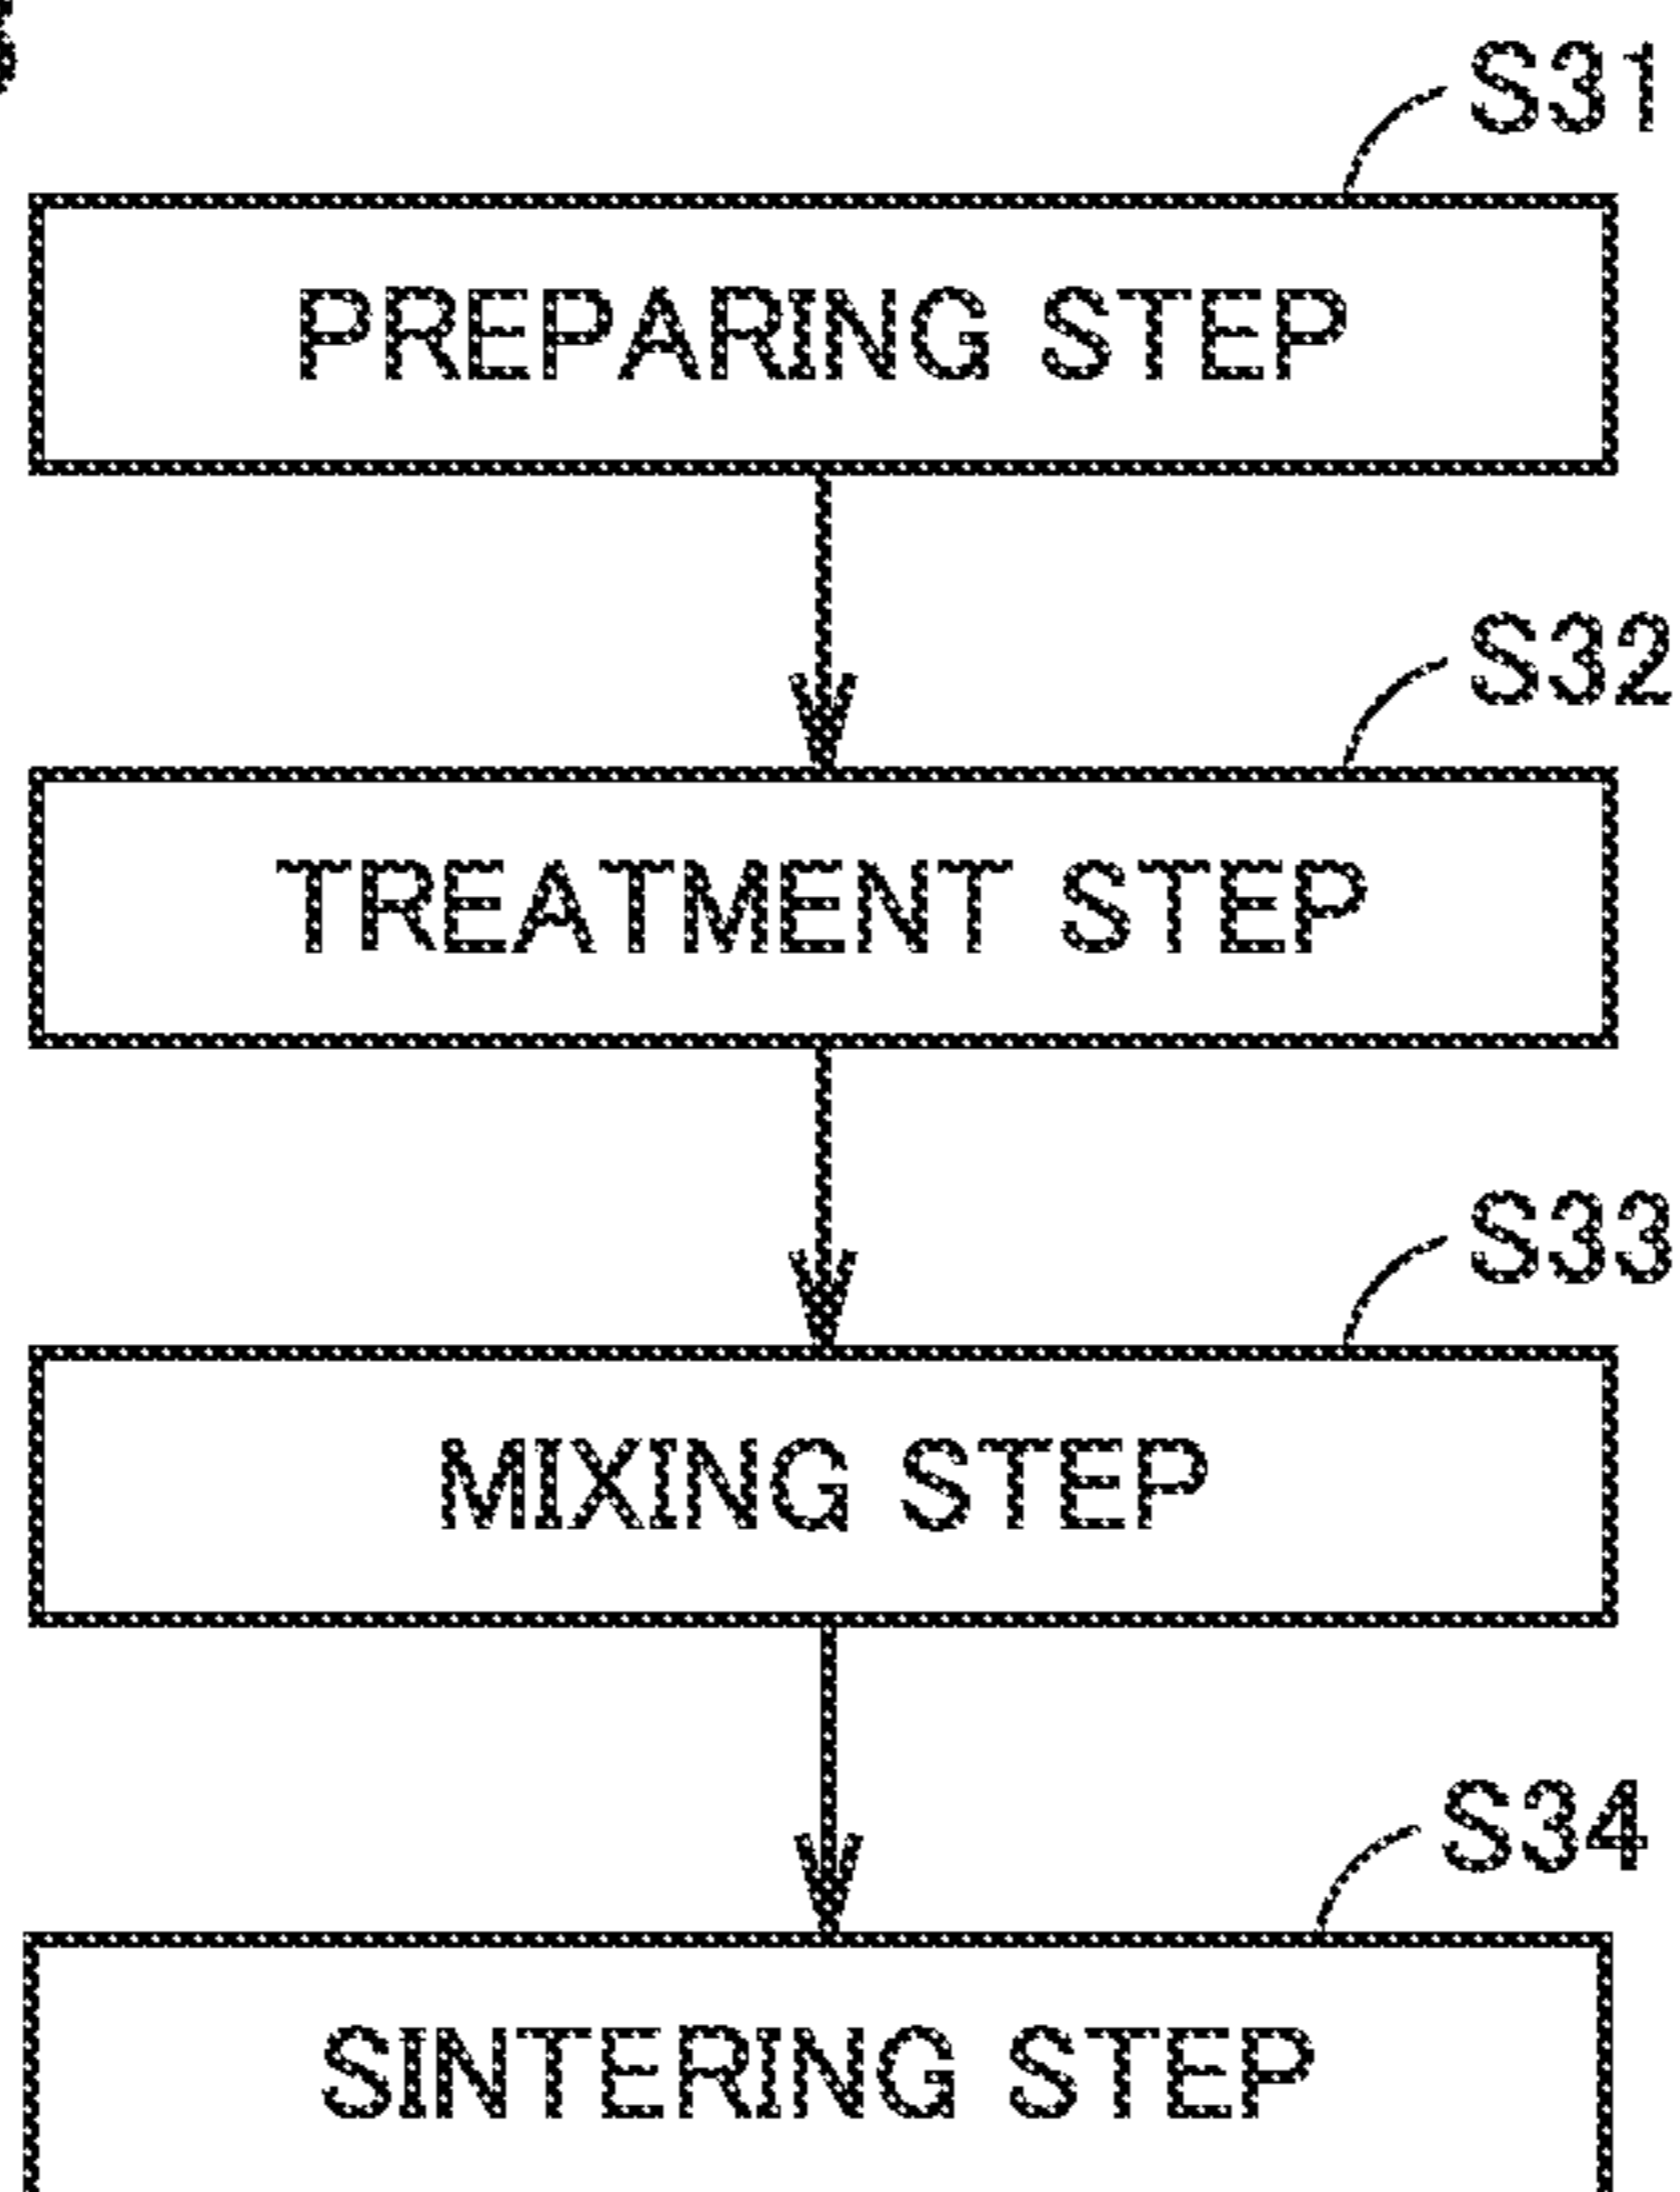 S31
PREPARING STEP
S32
TREATMENT STEP
S33
MIXING STEP
S34
SINTERING STEP